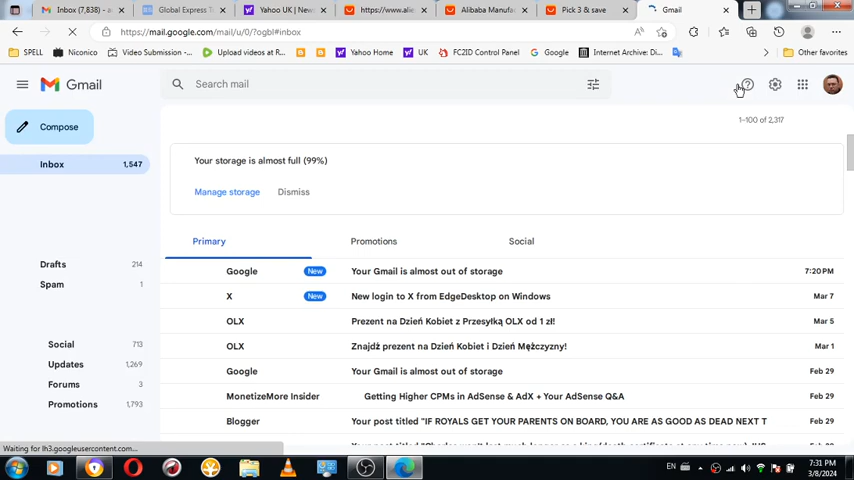 Inbox (7,838) - a
Global Express T
Yahoo UK | News
https://www.alie
Alibaba Manufac
Pick 3 & save
Gmail
https://mail.google.com/mail/u/0/?ogbl#inbox
SPELL
Niconico
Video Submission -...
Upload videos at R...
Yahoo Home
UK
FC2ID Control Panel
Google
Internet Archive: Di...
Other favorites
Gmail
Search mail
Compose
1–100 of 2,317
Inbox 1,547
Your storage is almost full (99%)
Manage storage Dismiss
Primary Promotions Social
Drafts 214
Spam 1
Social 713
Updates 1,269
Forums 3
Promotions 1,793
Google New Your Gmail is almost out of storage 7:20 PM
X New New login to X from EdgeDesktop on Windows Mar 7
OLX Prezent na Dzień Kobiet z Przesyłką OLX od 1 zł! Mar 5
OLX Znajdź prezent na Dzień Kobiet i Dzień Mężczyzny! Mar 1
Google Your Gmail is almost out of storage Feb 29
MonetizeMore Insider Getting Higher CPMs in AdSense & AdX + Your AdSense Q&A Feb 29
Blogger Your post titled "IF ROYALS GET YOUR PARENTS ON BOARD, YOU ARE AS GOOD AS DEAD NEXT T Feb 29
Waiting for lh3.googleusercontent.com...
EN
7:31 PM
3/8/2024